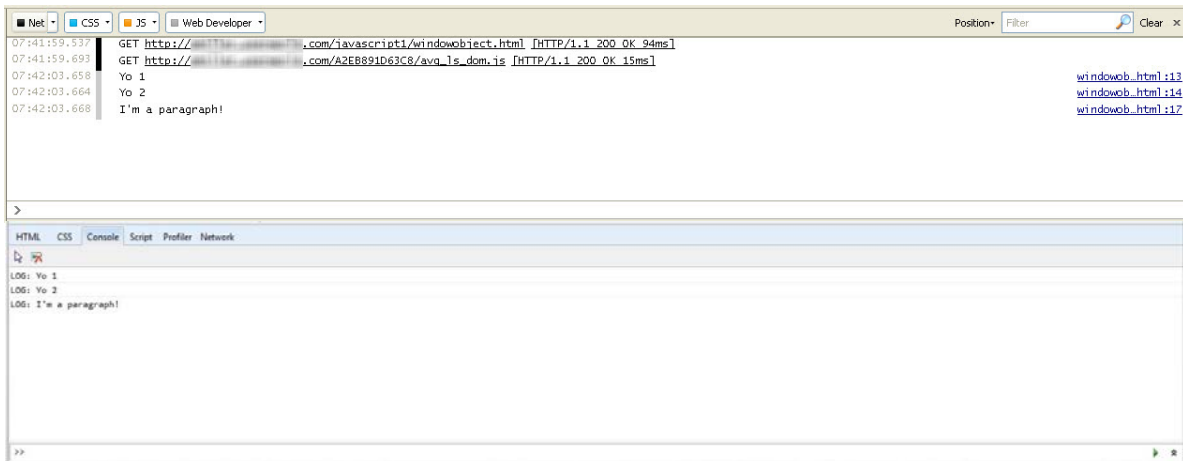 Net CSS JS Web Developer Position Filter Clear ×
07:41:59.537 GET http:// .com/javascript1/windowobject.html [HTTP/1.1 200 OK 94ms]
07:41:59.693 GET http:// .com/A2EB891D63C8/avg_ls_dom.js [HTTP/1.1 200 OK 15ms]
07:42:03.658 Yo 1 windowob…html:13
07:42:03.664 Yo 2 windowob…html:14
07:42:03.668 I'm a paragraph! windowob…html:17
>
HTML CSS Console Script Profiler Network
LOG: Yo 1
LOG: Yo 2
LOG: I'm a paragraph!
>>